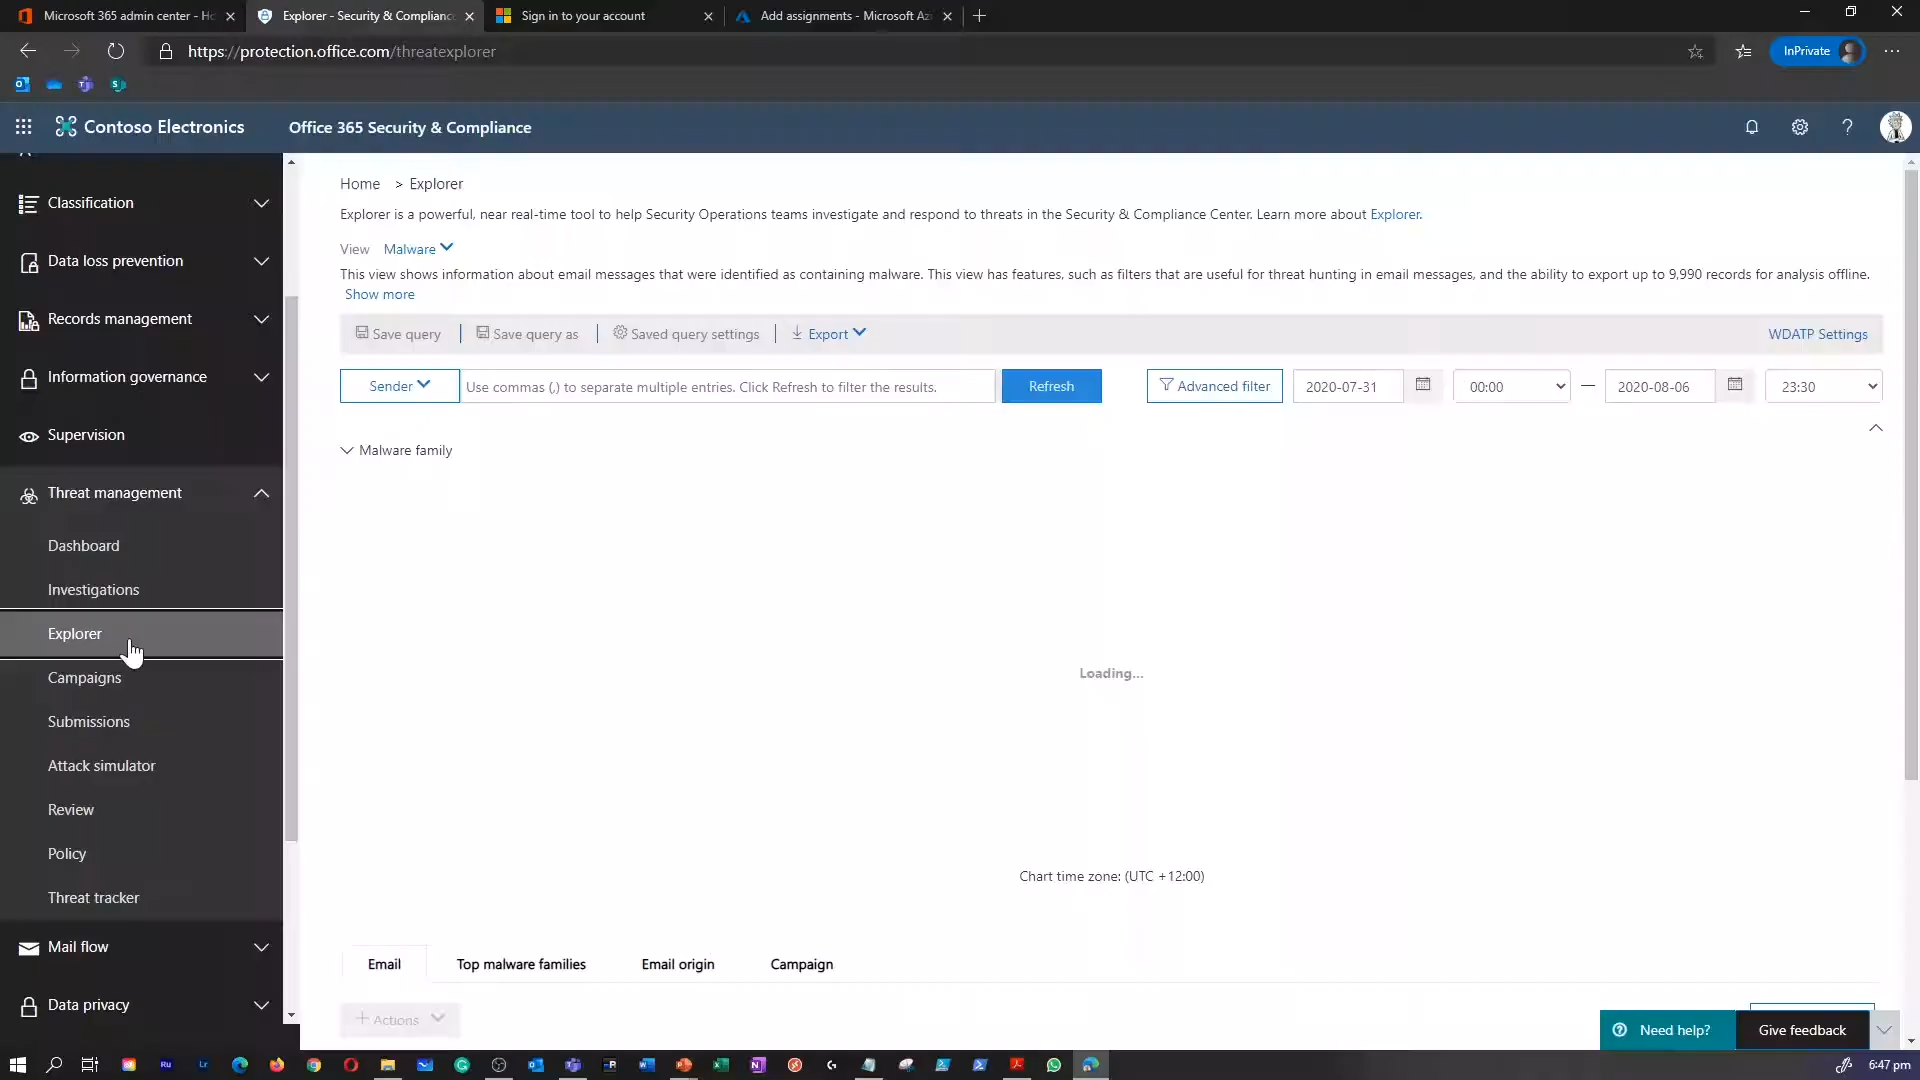 Microsoft 365 admin center - Ho
Explorer - Security & Compliance
Sign in to your account
Add assignments - Microsoft Az
https://protection.office.com/threatexplorer
InPrivate
Contoso Electronics
Office 365 Security & Compliance
Classification
Data loss prevention
Records management
Information governance
Supervision
Threat management
Dashboard
Investigations
Explorer
Campaigns
Submissions
Attack simulator
Review
Policy
Threat tracker
Mail flow
Data privacy
Home > Explorer
Explorer is a powerful, near real-time tool to help Security Operations teams investigate and respond to threats in the Security & Compliance Center. Learn more about Explorer.
View Malware
This view shows information about email messages that were identified as containing malware. This view has features, such as filters that are useful for threat hunting in email messages, and the ability to export up to 9,990 records for analysis offline.
Show more
Save query
Save query as
Saved query settings
Export
WDATP Settings
Sender
Use commas (,) to separate multiple entries. Click Refresh to filter the results.
Refresh
Advanced filter
2020-07-31
00:00
—
2020-08-06
23:30
Malware family
Loading...
Chart time zone: (UTC +12:00)
Email
Top malware families
Email origin
Campaign
+ Actions
Need help?
Give feedback
6:47 pm